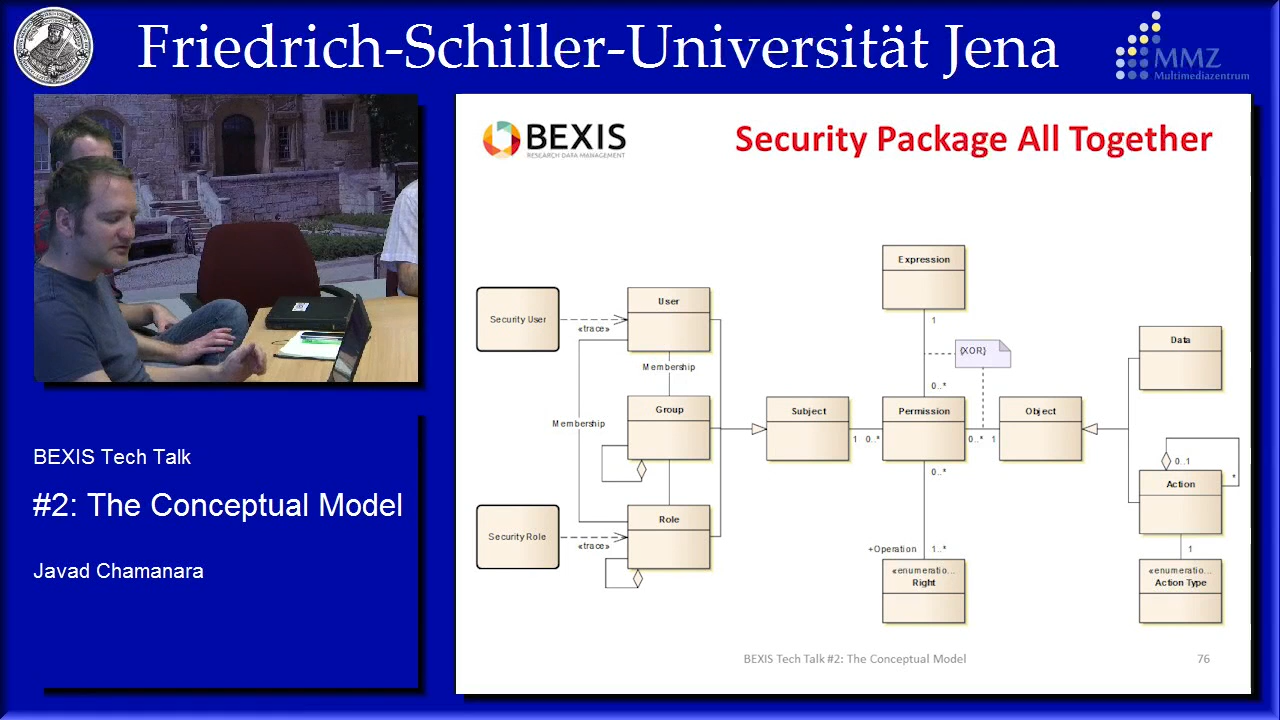 Friedrich-Schiller-Universität Jena
MMZ
Multimediazentrum
BEXIS Tech Talk
#2: The Conceptual Model
Javad Chamanara
BEXIS
RESEARCH DATA MANAGEMENT
Security Package All Together
Expression
1
{XOR}
0..*
Security User
«trace»
User
Membership
Group
Membership
Security Role
«trace»
Role
Subject
1
0..*
Permission
0..*
1
Object
0..*
+Operation
1..*
«enumeratio...
Right
Data
0..1
*
Action
1
«enumeratio...
Action Type
BEXIS Tech Talk #2: The Conceptual Model
76